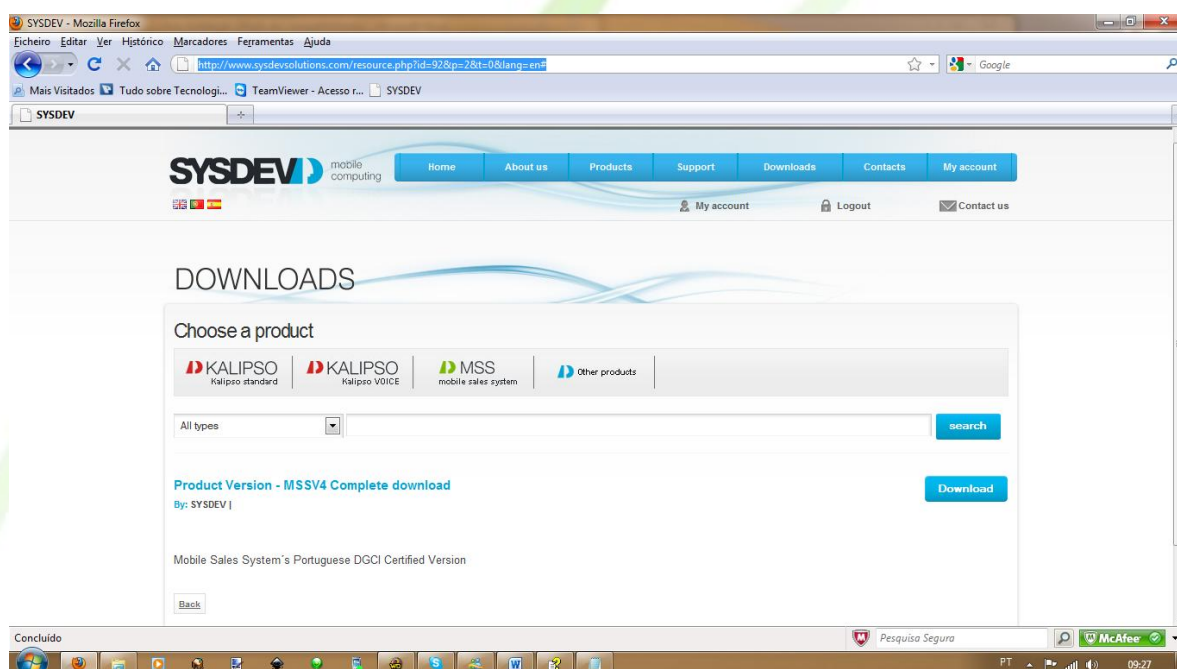 SYSDEV - Mozilla Firefox
Ficheiro Editar Ver Histórico Marcadores Ferramentas Ajuda
http://www.sysdevsolutions.com/resource.php?id=92&p=2&t=0&lang=en#
Google
Mais Visitados Tudo sobre Tecnologi... TeamViewer - Acesso r... SYSDEV
SYSDEV
SYSDEV mobile computing
Home About us Products Support Downloads Contacts My account
My account Logout Contact us
DOWNLOADS
Choose a product
KALIPSO Kalipso standard
KALIPSO Kalipso VOICE
MSS mobile sales system
Other products
All types
search
Product Version - MSSV4 Complete download
Download
By: SYSDEV |
Mobile Sales System´s Portuguese DGCI Certified Version
Back
Concluído
Pesquisa Segura
McAfee
PT
09:27